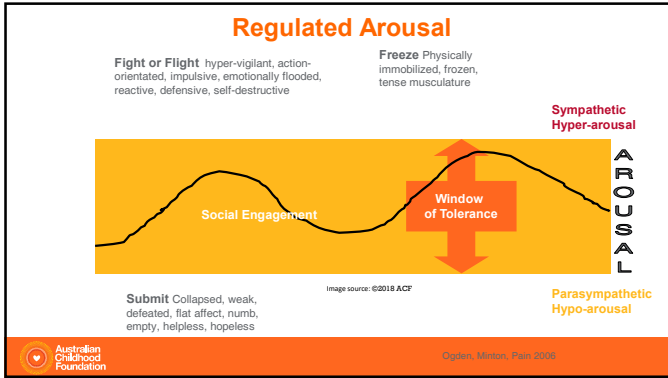 Regulated Arousal
Fight or Flight hyper-vigilant, action-
orientated, impulsive, emotionally flooded,
reactive, defensive, self-destructive
Freeze Physically
immobilized, frozen,
tense musculature
Sympathetic
Hyper-arousal
AROUSAL
Social Engagement
Window
of Tolerance
Image source: ©2018 ACF
Submit Collapsed, weak,
defeated, flat affect, numb,
empty, helpless, hopeless
Parasympathetic
Hypo-arousal
Australian
Childhood
Foundation
Ogden, Minton, Pain 2006